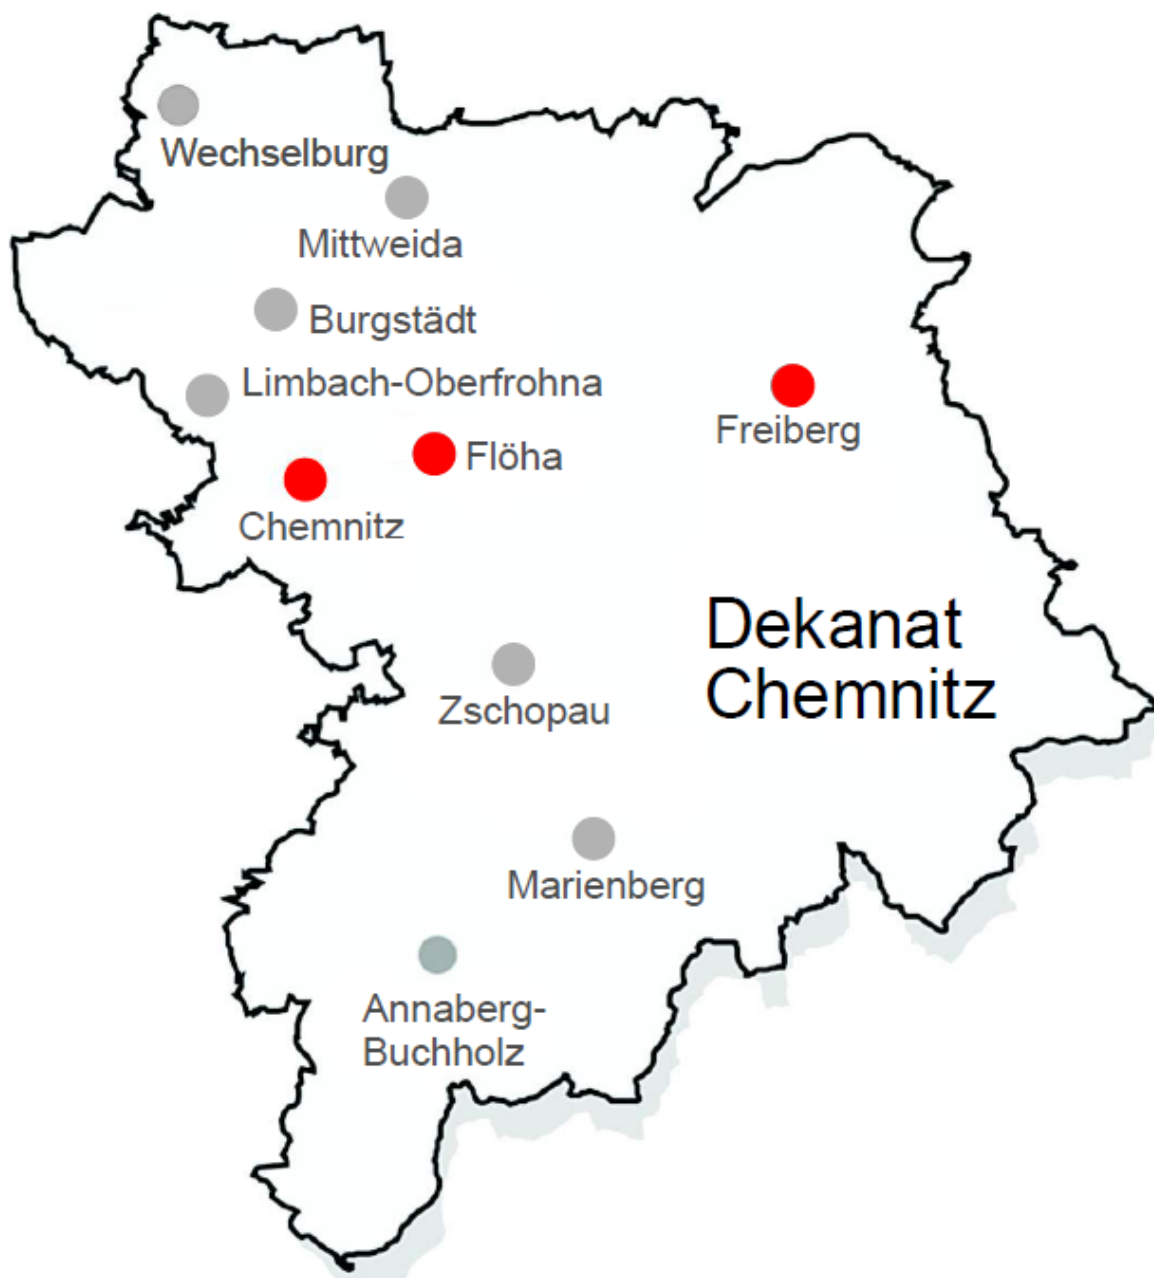 Wechselburg
Mittweida
Burgstädt
Limbach-Oberfrohna
Freiberg
Flöha
Chemnitz
Dekanat
Chemnitz
Zschopau
Marienberg
Annaberg-
Buchholz